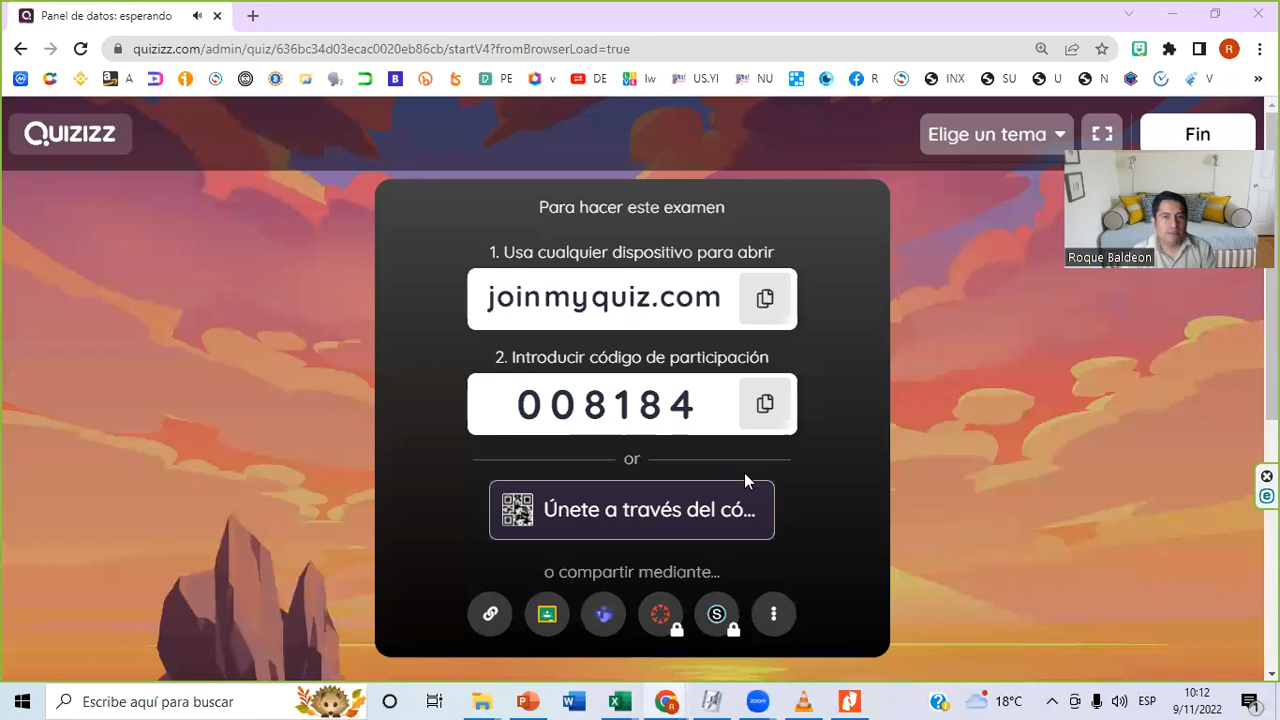 Panel de datos: esperando
quizizz.com/admin/quiz/636bc34d03ecac0020eb86cb/startV4?fromBrowserLoad=true
R
a A D B PE v DE Iw US.YI NU R INX SU U N V »
QUIZIZZ
Elige un tema
Fin
Para hacer este examen
1. Usa cualquier dispositivo para abrir
joinmyquiz.com
2. Introducir código de participación
008184
or
Únete a través del có...
o compartir mediante...
Roque Baldeon
Escribe aquí para buscar
18°C
ESP
10:12
9/11/2022